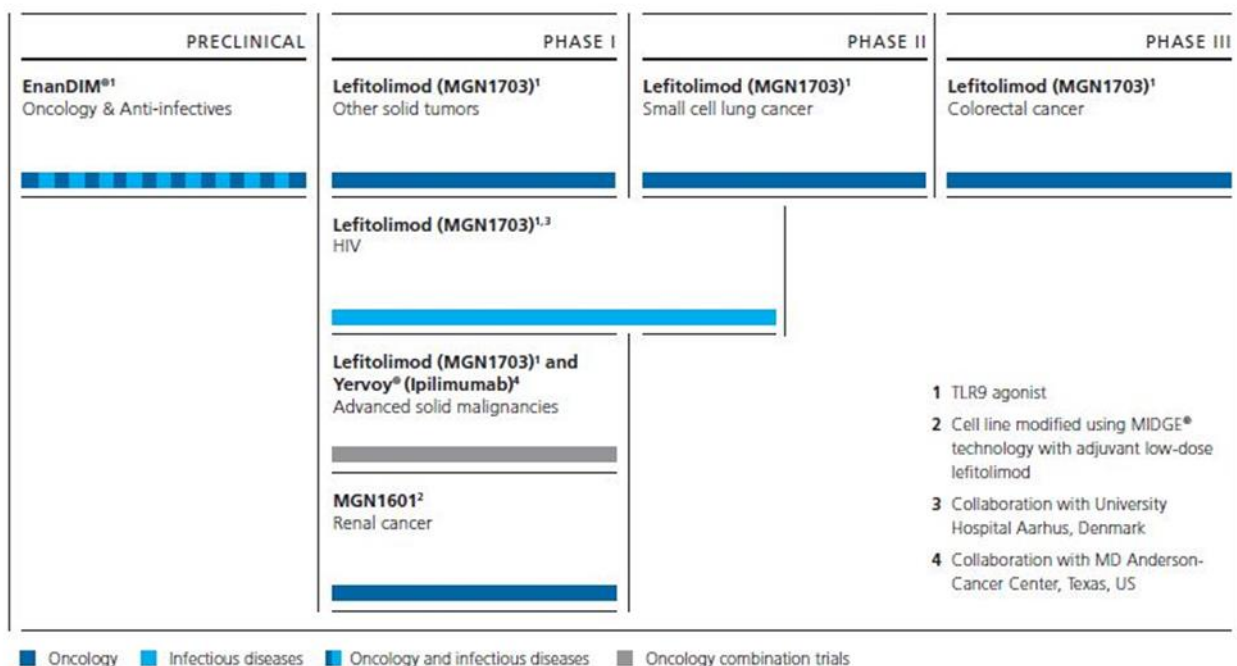 PRECLINICAL
PHASE I
PHASE II
PHASE III
EnanDIM®¹
Oncology & Anti-infectives
Lefitolimod (MGN1703)¹
Other solid tumors
Lefitolimod (MGN1703)¹
Small cell lung cancer
Lefitolimod (MGN1703)¹
Colorectal cancer
Lefitolimod (MGN1703)¹,³
HIV
Lefitolimod (MGN1703)¹ and
Yervoy® (Ipilimumab)⁴
Advanced solid malignancies
MGN1601²
Renal cancer
1 TLR9 agonist
2 Cell line modified using MIDGE®
technology with adjuvant low-dose
lefitolimod
3 Collaboration with University
Hospital Aarhus, Denmark
4 Collaboration with MD Anderson-
Cancer Center, Texas, US
Oncology
Infectious diseases
Oncology and infectious diseases
Oncology combination trials